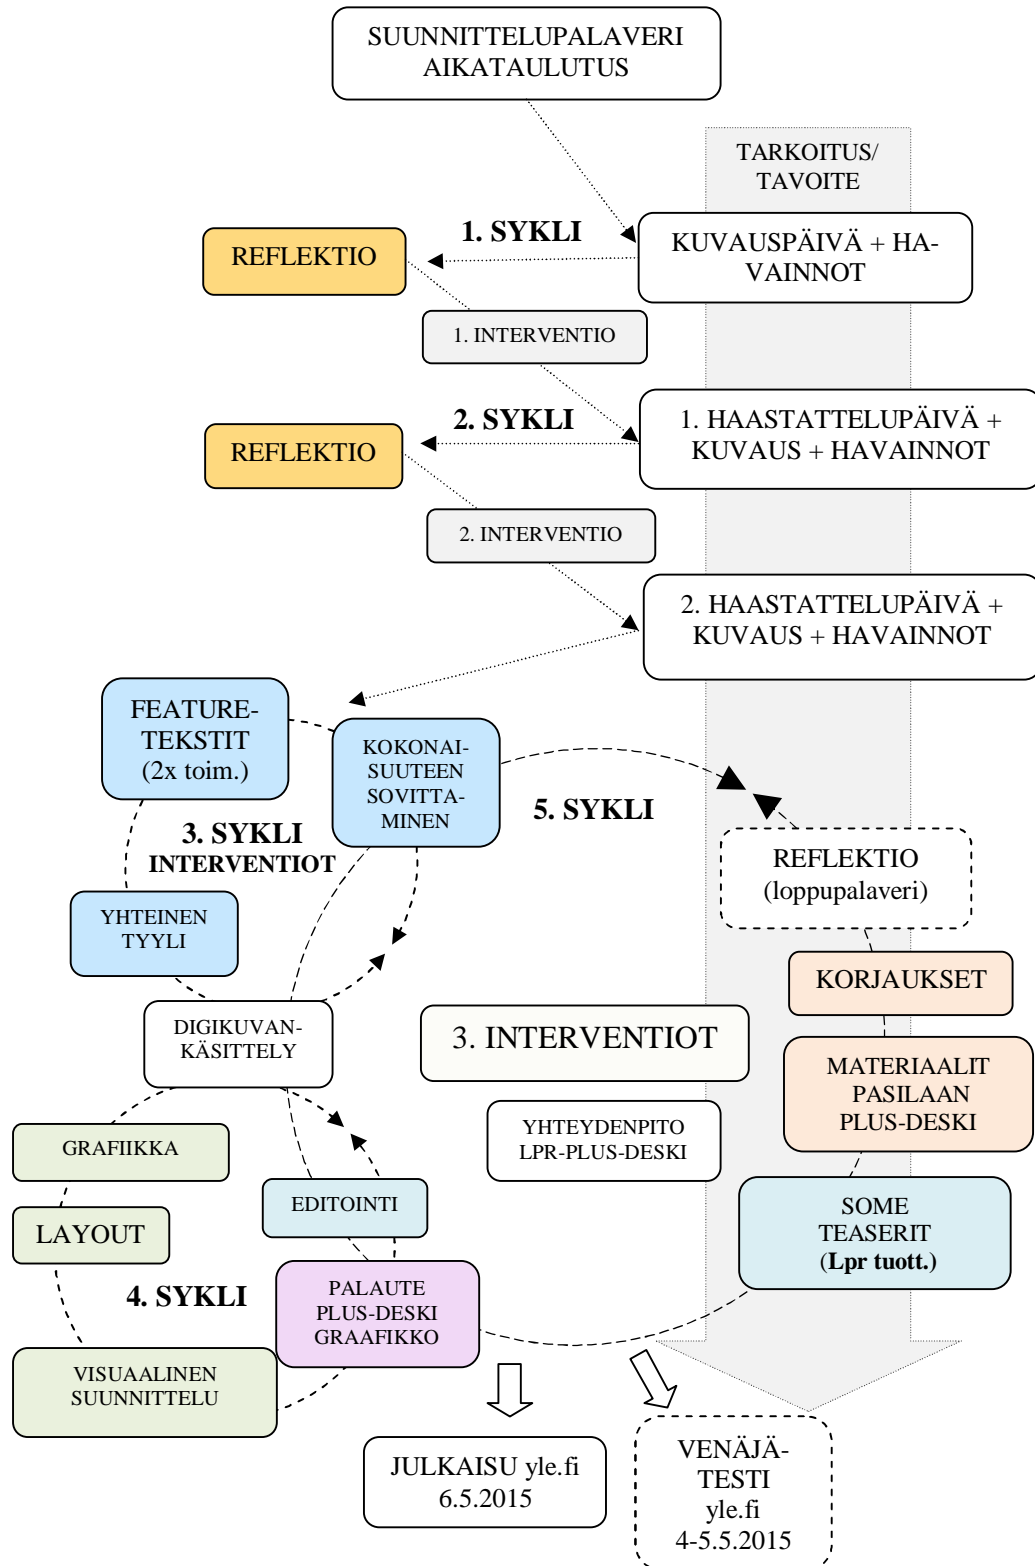 SUUNNITTELUPALAVERI
AIKATAULUTUS
TARKOITUS/
TAVOITE
1. SYKLI
KUVAUSPÄIVÄ + HA-
VAINNOT
REFLEKTIO
1. INTERVENTIO
2. SYKLI
1. HAASTATTELUPÄIVÄ +
KUVAUS + HAVAINNOT
REFLEKTIO
2. INTERVENTIO
2. HAASTATTELUPÄIVÄ +
KUVAUS + HAVAINNOT
FEATURE-
TEKSTIT
(2x toim.)
KOKONAI-
SUUTEEN
SOVITTA-
MINEN
5. SYKLI
3. SYKLI
INTERVENTIOT
REFLEKTIO
(loppupalaveri)
YHTEINEN
TYYLI
KORJAUKSET
DIGIKUVAN-
KÄSITTELY
3. INTERVENTIOT
MATERIAALIT
PASILAAN
PLUS-DESKI
YHTEYDENPITO
LPR-PLUS-DESKI
GRAFIIKKA
EDITOINTI
SOME
TEASERIT
(Lpr tuott.)
LAYOUT
4. SYKLI
PALAUTE
PLUS-DESKI
GRAAFIKKO
VISUAALINEN
SUUNNITTELU
JULKAISU yle.fi
6.5.2015
VENÄJÄ-
TESTI
yle.fi
4-5.5.2015